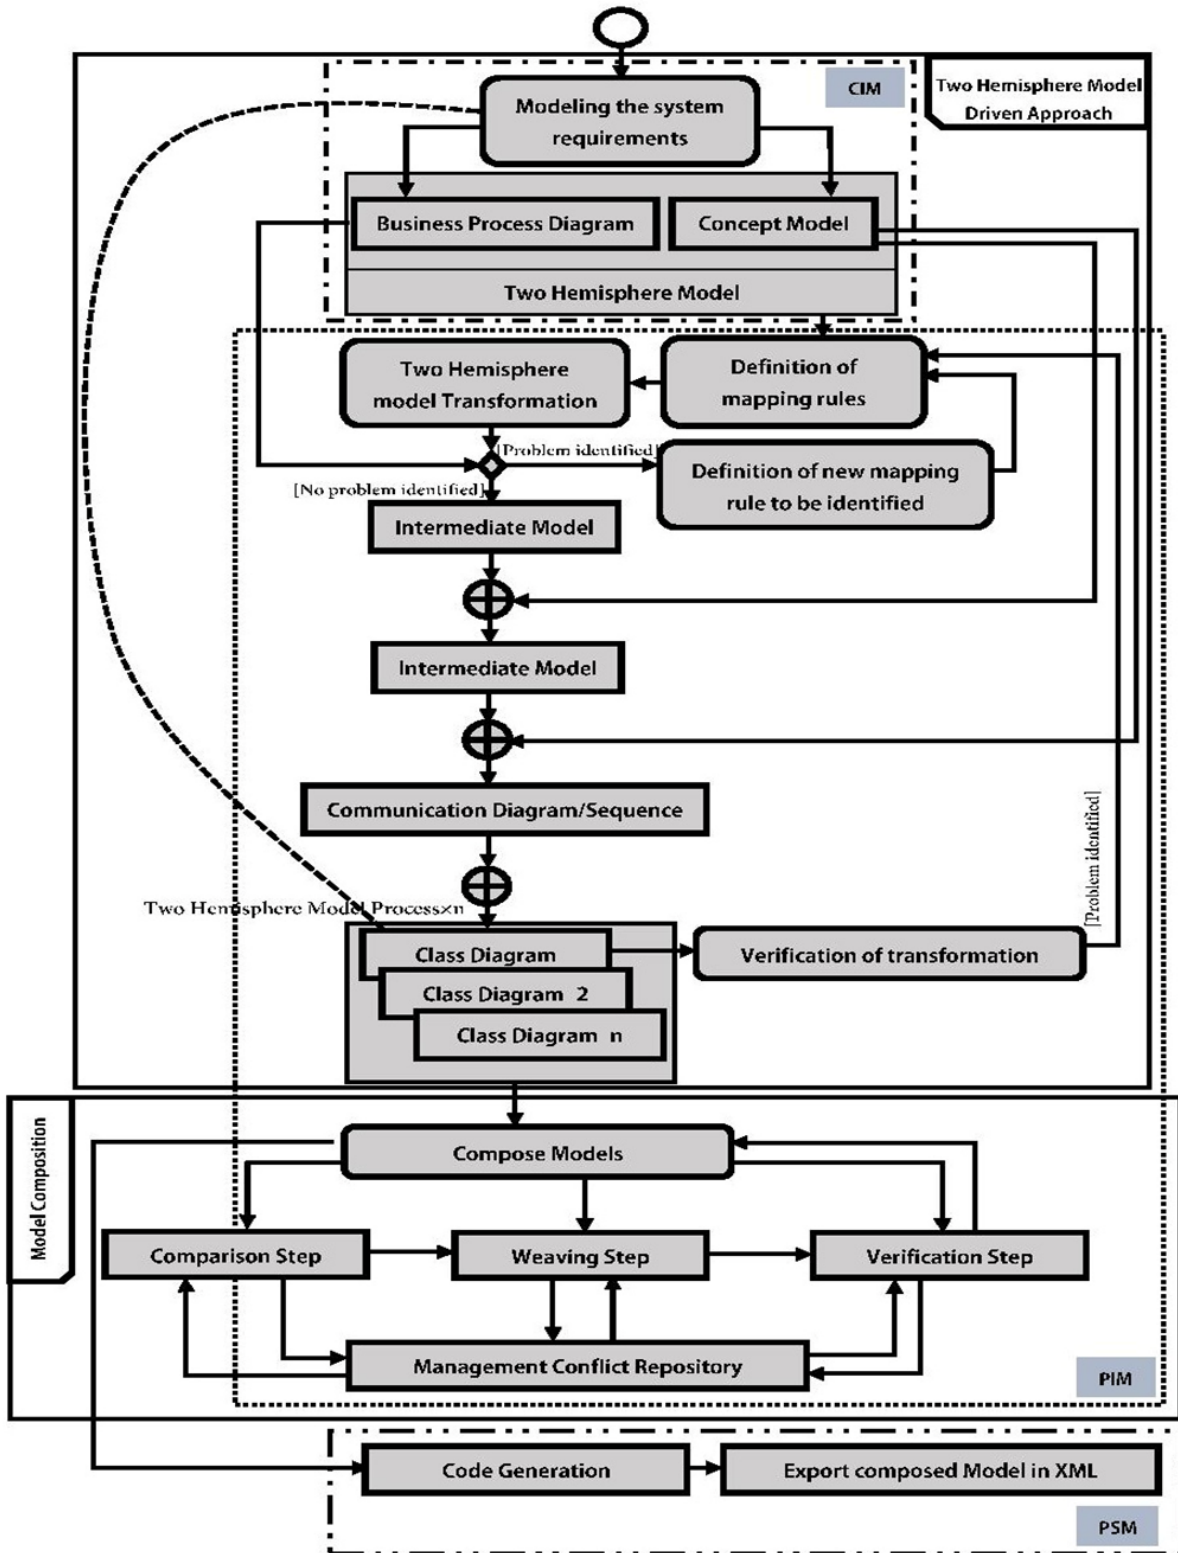 CIM
Two Hemisphere Model
Driven Approach
Modeling the system
requirements
Business Process Diagram
Concept Model
Two Hemisphere Model
Two Hemisphere
model Transformation
Definition of
mapping rules
[Problem identified]
Definition of new mapping
rule to be identified
[No problem identified]
Intermediate Model
Intermediate Model
Communication Diagram/Sequence
[Problem identified]
Two Hemisphere Model Process×n
Class Diagram
Verification of transformation
Class Diagram 2
Class Diagram n
Model Composition
Compose Models
Comparison Step
Weaving Step
Verification Step
Management Conflict Repository
PIM
Code Generation
Export composed Model in XML
PSM